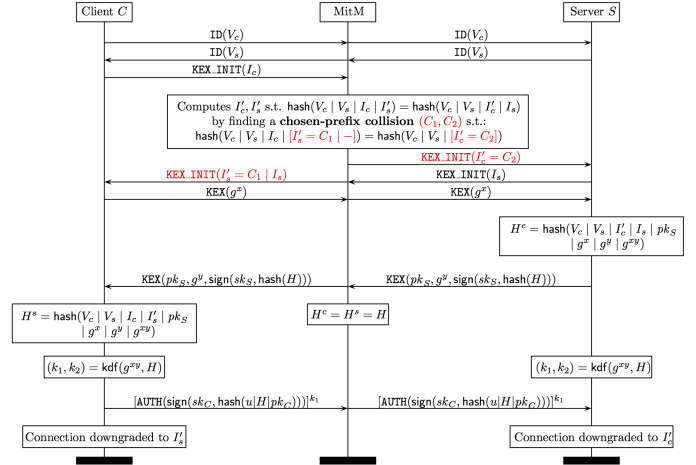 Client C MitM Server S
ID(V_c) ID(V_c)
ID(V_s) ID(V_s)
KEX_INIT(I_c)
Computes I'_c, I'_s s.t. hash(V_c | V_s | I_c | I'_s) = hash(V_c | V_s | I'_c | I_s)
by finding a chosen-prefix collision (C_1, C_2) s.t.:
hash(V_c | V_s | I_c | [I'_s = C_1 | −]) = hash(V_c | V_s | [I'_c = C_2])
KEX_INIT(I'_c = C_2)
KEX_INIT(I'_s = C_1 | I_s) KEX_INIT(I_s)
KEX(g^x) KEX(g^x)
H^c = hash(V_c | V_s | I'_c | I_s | pk_S
| g^x | g^y | g^{xy})
KEX(pk_S, g^y, sign(sk_S, hash(H))) KEX(pk_S, g^y, sign(sk_S, hash(H)))
H^s = hash(V_c | V_s | I_c | I'_s | pk_S
| g^x | g^y | g^{xy})
H^c = H^s = H
(k_1, k_2) = kdf(g^{xy}, H) (k_1, k_2) = kdf(g^{xy}, H)
[AUTH(sign(sk_C, hash(u|H|pk_C)))]^{k_1} [AUTH(sign(sk_C, hash(u|H|pk_C)))]^{k_1}
Connection downgraded to I'_s Connection downgraded to I'_c